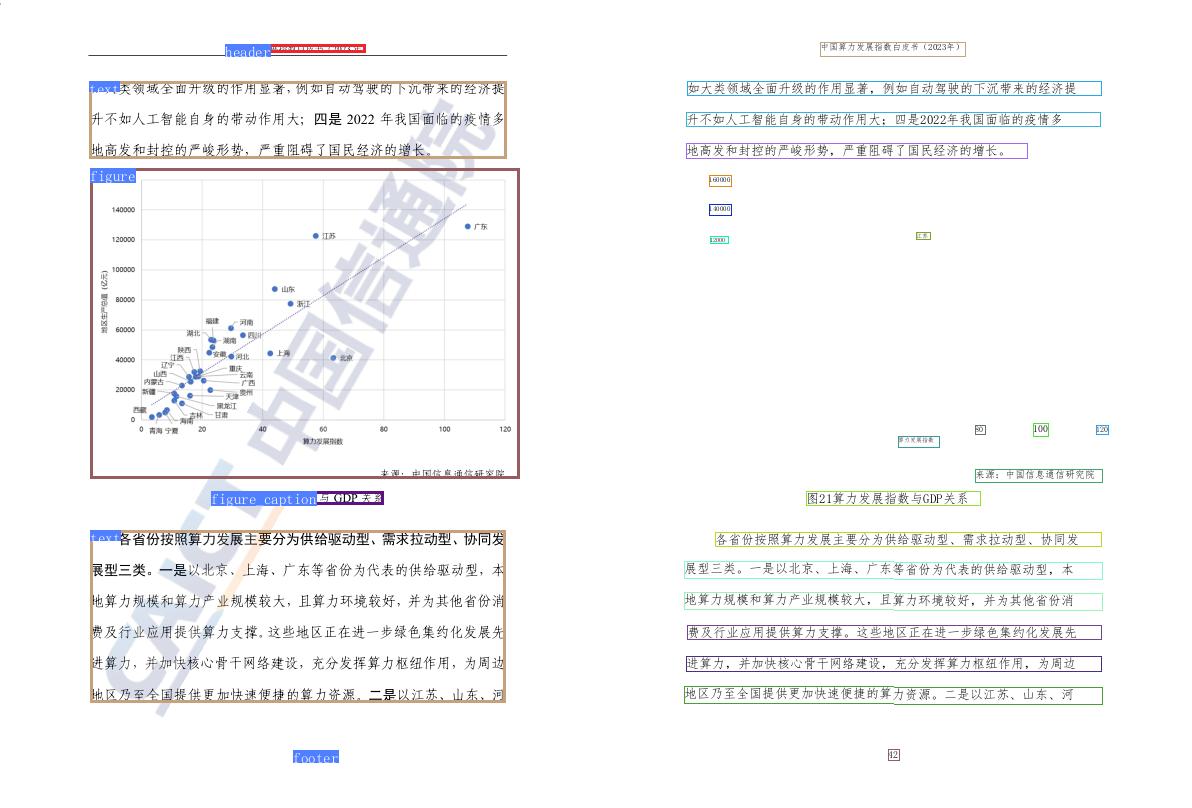 header
text类领域全面升级的作用显著，例如自动驾驶的下沉带来的经济提
升不如人工智能自身的带动作用大；四是 2022 年我国面临的疫情多
地高发和封控的严峻形势，严重阻碍了国民经济的增长。
figure
140000
120000
100000
80000
60000
40000
20000
0
地区生产总值（亿元）
广东
江苏
山东
浙江
福建
河南
湖北
湖南
四川
陕西
安徽
河北
上海
北京
江西
辽宁
重庆
山西
云南
内蒙古
广西
新疆
天津
贵州
黑龙江
西藏
吉林
甘肃
海南
青海 宁夏
0 20 40 60 80 100 120
算力发展指数
来源：中国信息通信研究院
figure caption与 GDP 关系
text各省份按照算力发展主要分为供给驱动型、需求拉动型、协同发
展型三类。一是以北京、上海、广东等省份为代表的供给驱动型，本
地算力规模和算力产业规模较大，且算力环境较好，并为其他省份消
费及行业应用提供算力支撑。这些地区正在进一步绿色集约化发展先
进算力，并加快核心骨干网络建设，充分发挥算力枢纽作用，为周边
地区乃至全国提供更加快速便捷的算力资源。二是以江苏、山东、河
footer
CAICT 中国信通院
中国算力发展指数白皮书（2023年）
如大类领域全面升级的作用显著，例如自动驾驶的下沉带来的经济提
升不如人工智能自身的带动作用大；四是2022年我国面临的疫情多
地高发和封控的严峻形势，严重阻碍了国民经济的增长。
160000
140000
12000
江苏
80
100
120
算力发展指数
来源：中国信息通信研究院
图21算力发展指数与GDP关系
各省份按照算力发展主要分为供给驱动型、需求拉动型、协同发
展型三类。一是以北京、上海、广东等省份为代表的供给驱动型，本
地算力规模和算力产业规模较大，且算力环境较好，并为其他省份消
费及行业应用提供算力支撑。这些地区正在进一步绿色集约化发展先
进算力，并加快核心骨干网络建设，充分发挥算力枢纽作用，为周边
地区乃至全国提供更加快速便捷的算力资源。二是以江苏、山东、河
42